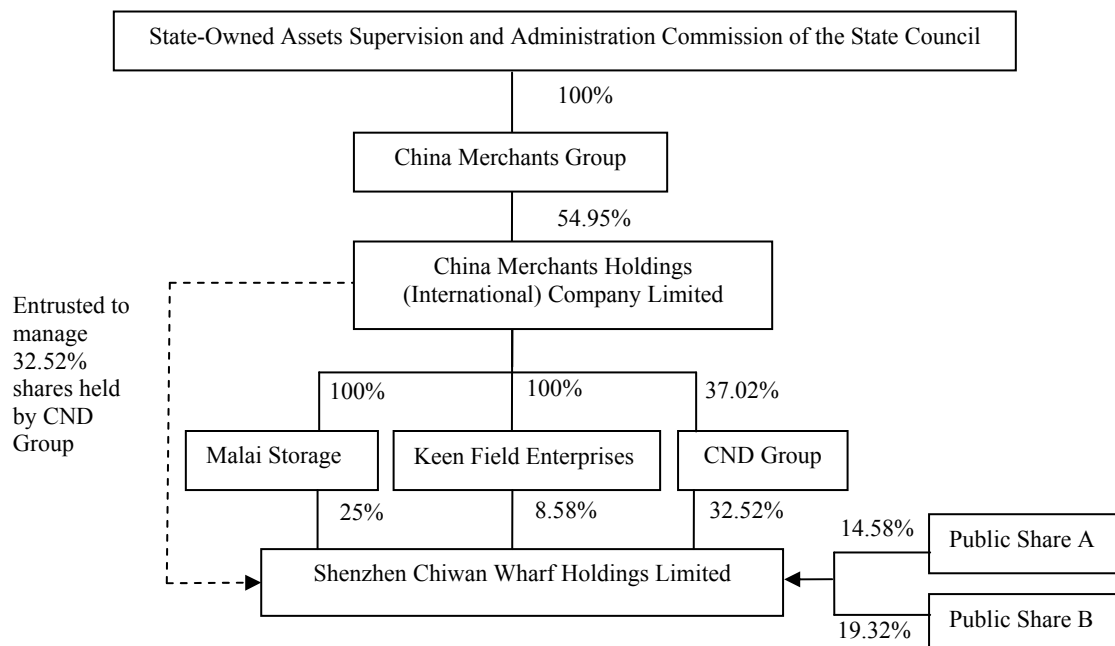 State-Owned Assets Supervision and Administration Commission of the State Council
100%
China Merchants Group
54.95%
China Merchants Holdings
(International) Company Limited
Entrusted to
manage
32.52%
shares held
by CND
Group
100%
100%
37.02%
Malai Storage
Keen Field Enterprises
CND Group
25%
8.58%
32.52%
14.58%
Public Share A
Shenzhen Chiwan Wharf Holdings Limited
19.32%
Public Share B